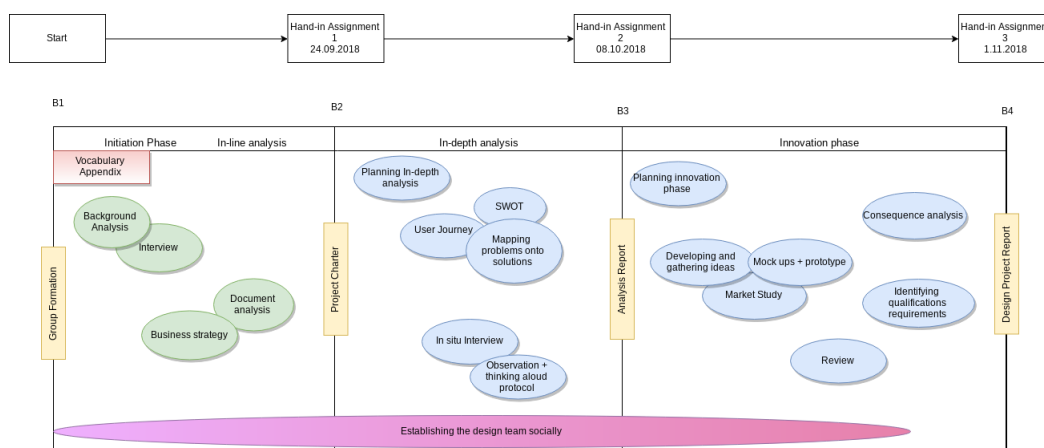 Start
Hand-in Assignment
1
24.09.2018
Hand-in Assignment
2
08.10.2018
Hand-in Assignmen
3
1.11.2018
B1
B2
B3
B4
Initiation Phase
In-line analysis
In-depth analysis
Innovation phase
Vocabulary
Appendix
Background
Analysis
Interview
Document
analysis
Business strategy
Group Formation
Project Charter
Planning In-depth
analysis
SWOT
User Journey
Mapping
problems onto
solutions
In situ Interview
Observation +
thinking aloud
protocol
Analysis Report
Planning innovation
phase
Consequence analysis
Developing and
gathering ideas
Mock ups + prototype
Market Study
Identifying
qualifications
requirements
Review
Design Project Report
Establishing the design team socially